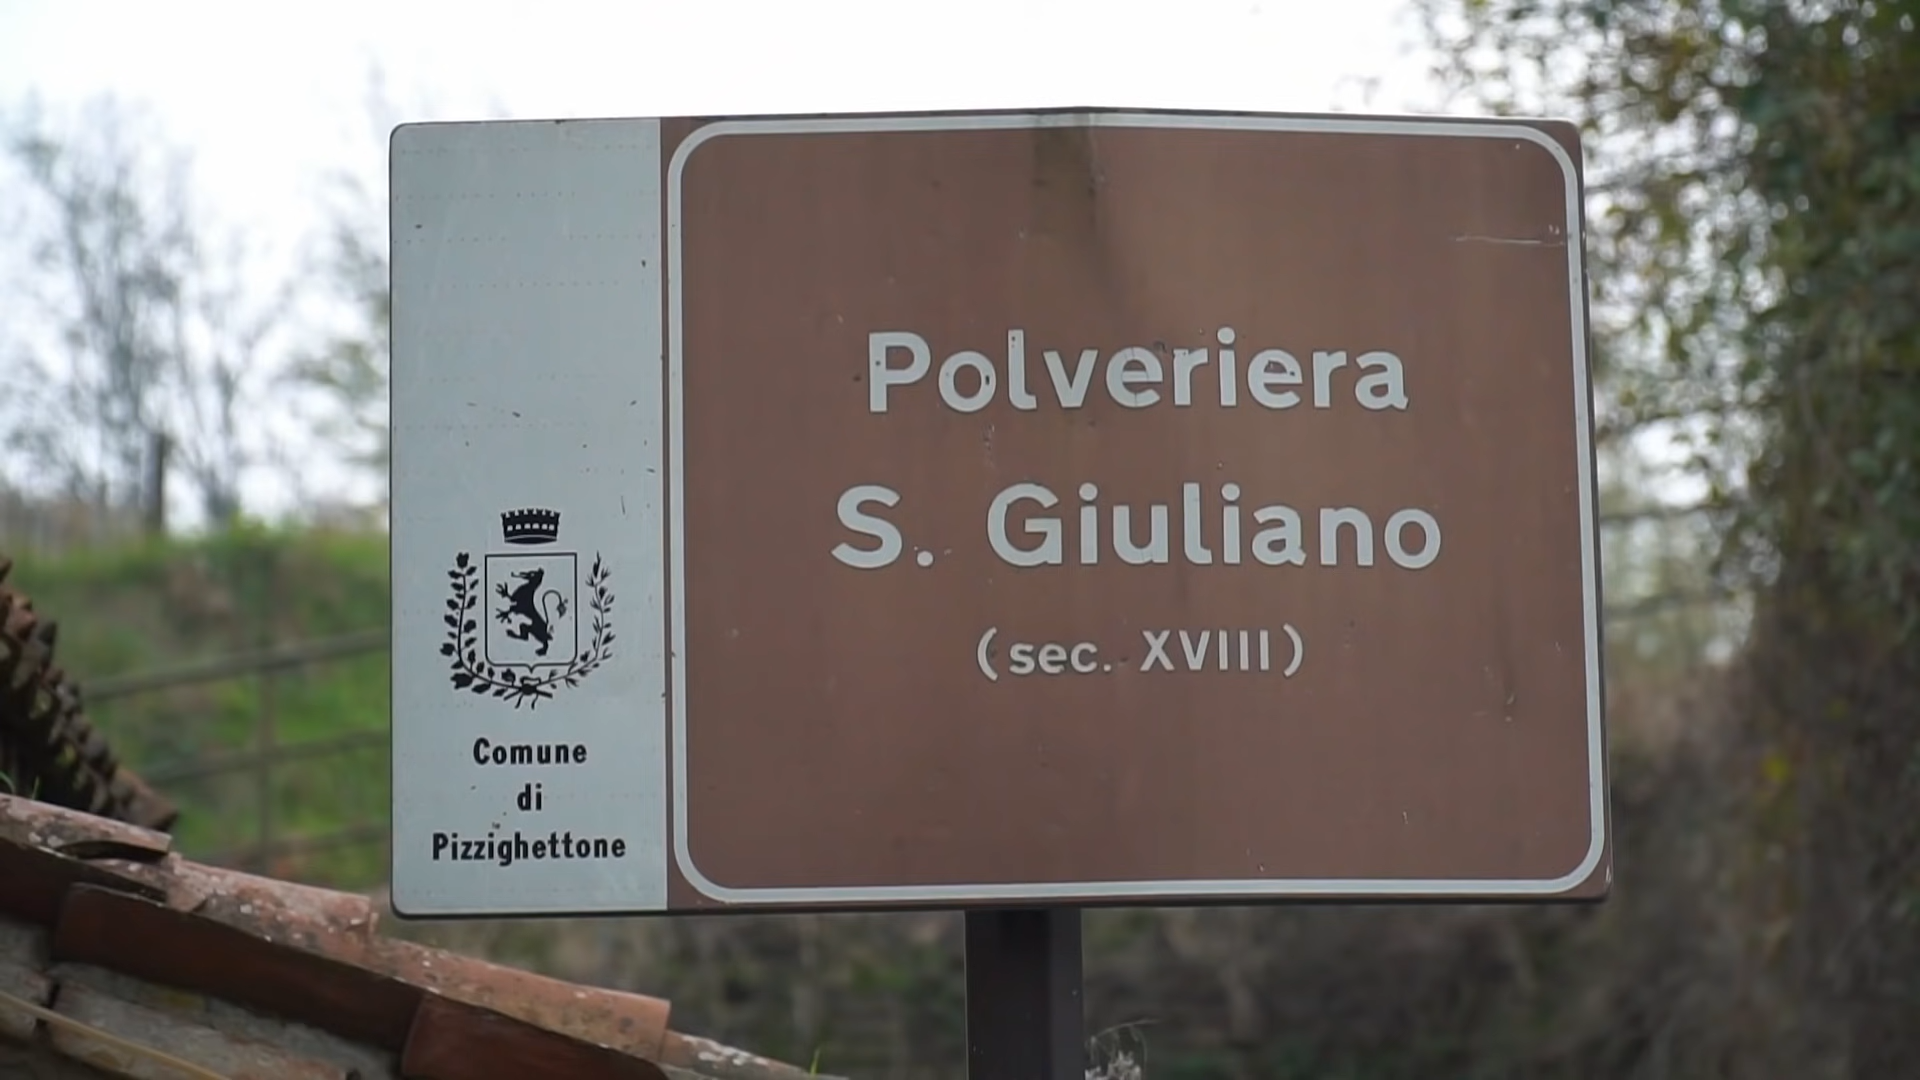 Polveriera
S. Giuliano
(sec. XVIII)
Comune
di
Pizzighettone